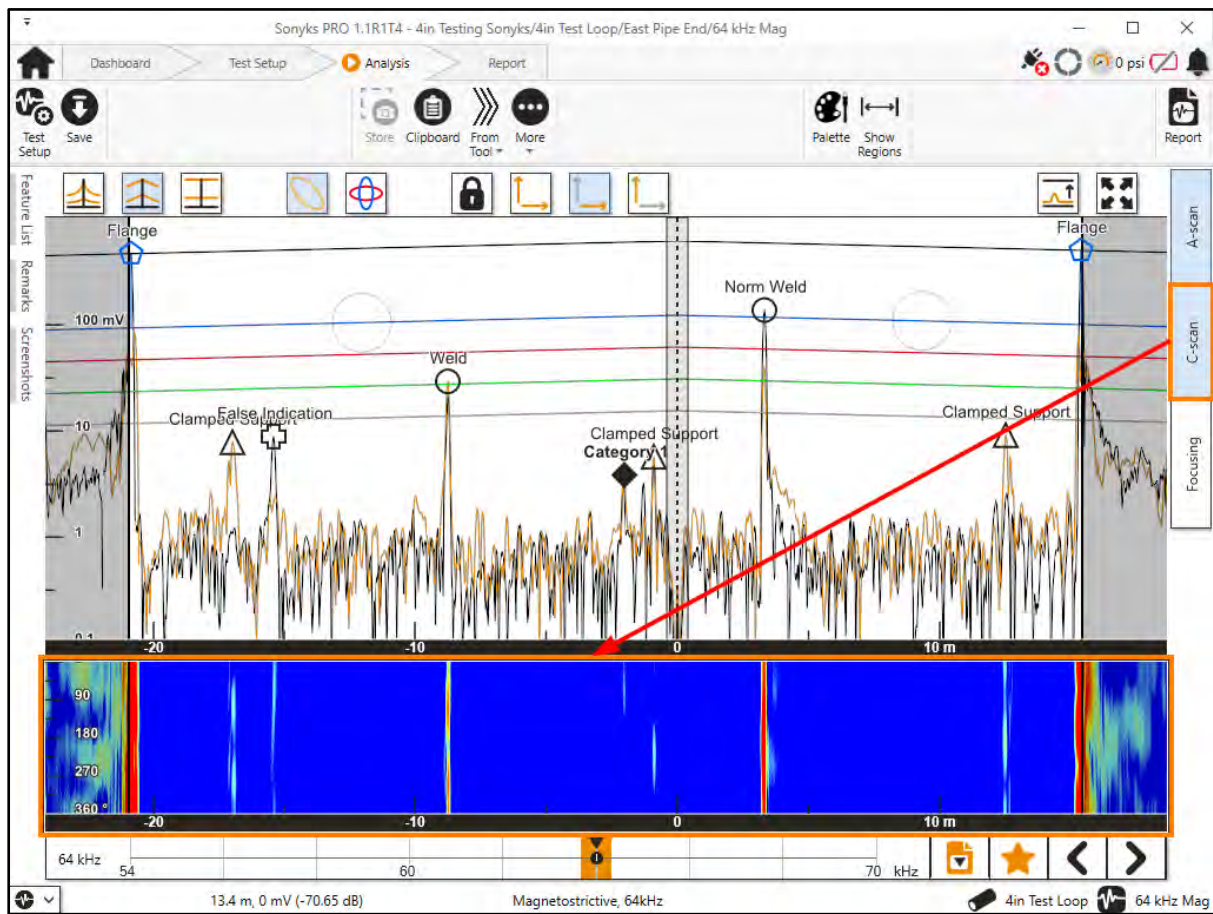 Sonyks PRO 1.1R1T4 - 4in Testing Sonyks/4in Test Loop/East Pipe End/64 kHz Mag
Dashboard
Test Setup
Analysis
Report
0 psi
Test Setup
Save
Store
Clipboard
From Tool
More
Palette
Show Regions
Report
Feature List
Remarks
Screenshots
A-scan
C-scan
Focusing
Flange
Flange
Norm Weld
100 mV
Weld
Clamped Support
False Indication
Clamped Support
10
Clamped Support
Category 1
1
0.1
-20
-10
0
10 m
90
180
270
360 °
-20
-10
0
10 m
64 kHz
54
60
70
kHz
13.4 m, 0 mV (-70.65 dB)
Magnetostrictive, 64kHz
4in Test Loop
64 kHz Mag